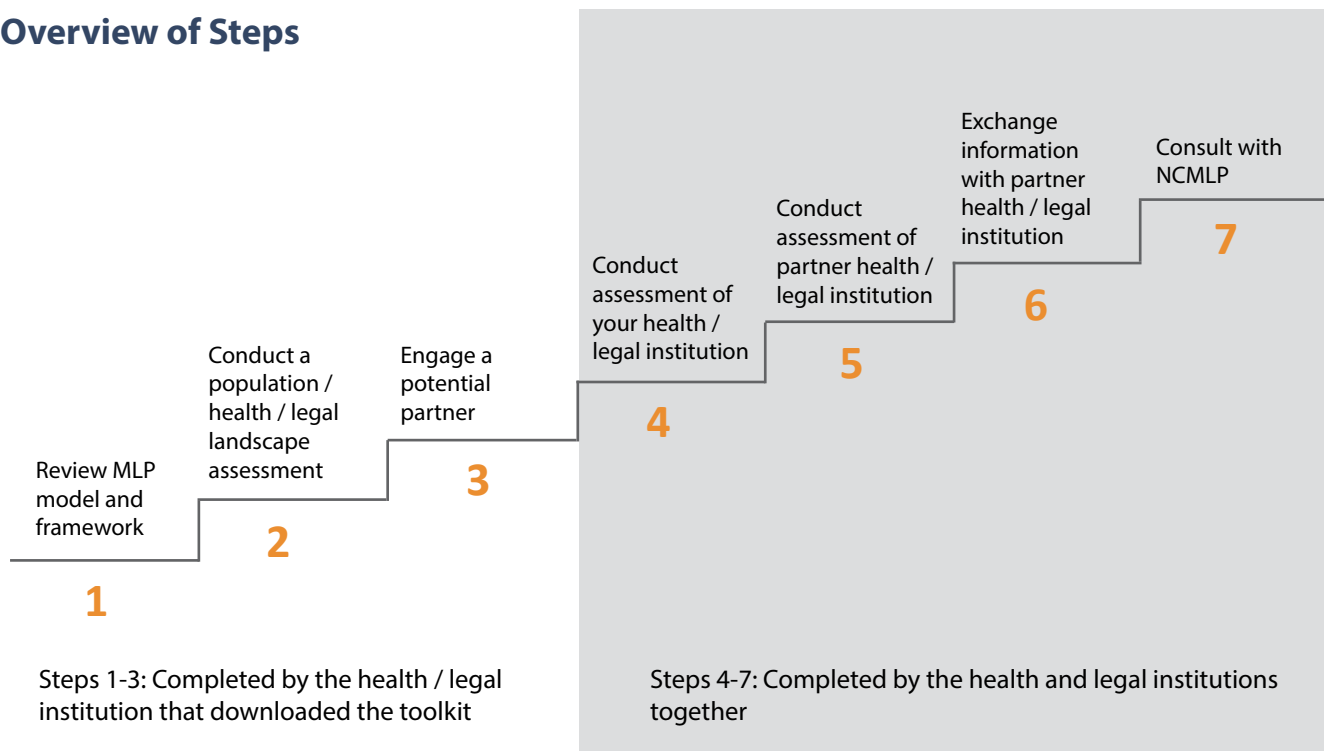 Overview of Steps
Review MLP
model and
framework
1
Conduct a
population /
health / legal
landscape
assessment
2
Engage a
potential
partner
3
Conduct
assessment of
your health /
legal institution
4
Conduct
assessment of
partner health /
legal institution
5
Exchange
information
with partner
health / legal
institution
6
Consult with
NCMLP
7
Steps 1-3: Completed by the health / legal
institution that downloaded the toolkit
Steps 4-7: Completed by the health and legal institutions
together